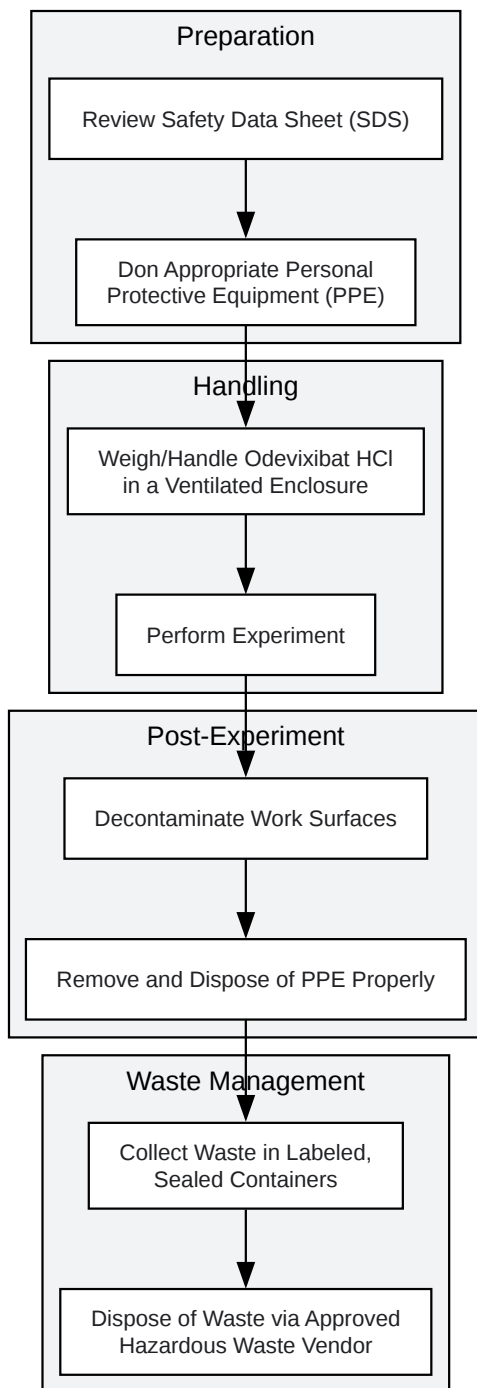 Preparation
Review Safety Data Sheet (SDS)
Don Appropriate Personal
Protective Equipment (PPE)
Handling
Weigh/Handle Odevixibat HCl
in a Ventilated Enclosure
Perform Experiment
Post-Experiment
Decontaminate Work Surfaces
Remove and Dispose of PPE Properly
Waste Management
Collect Waste in Labeled,
Sealed Containers
Dispose of Waste via Approved
Hazardous Waste Vendor